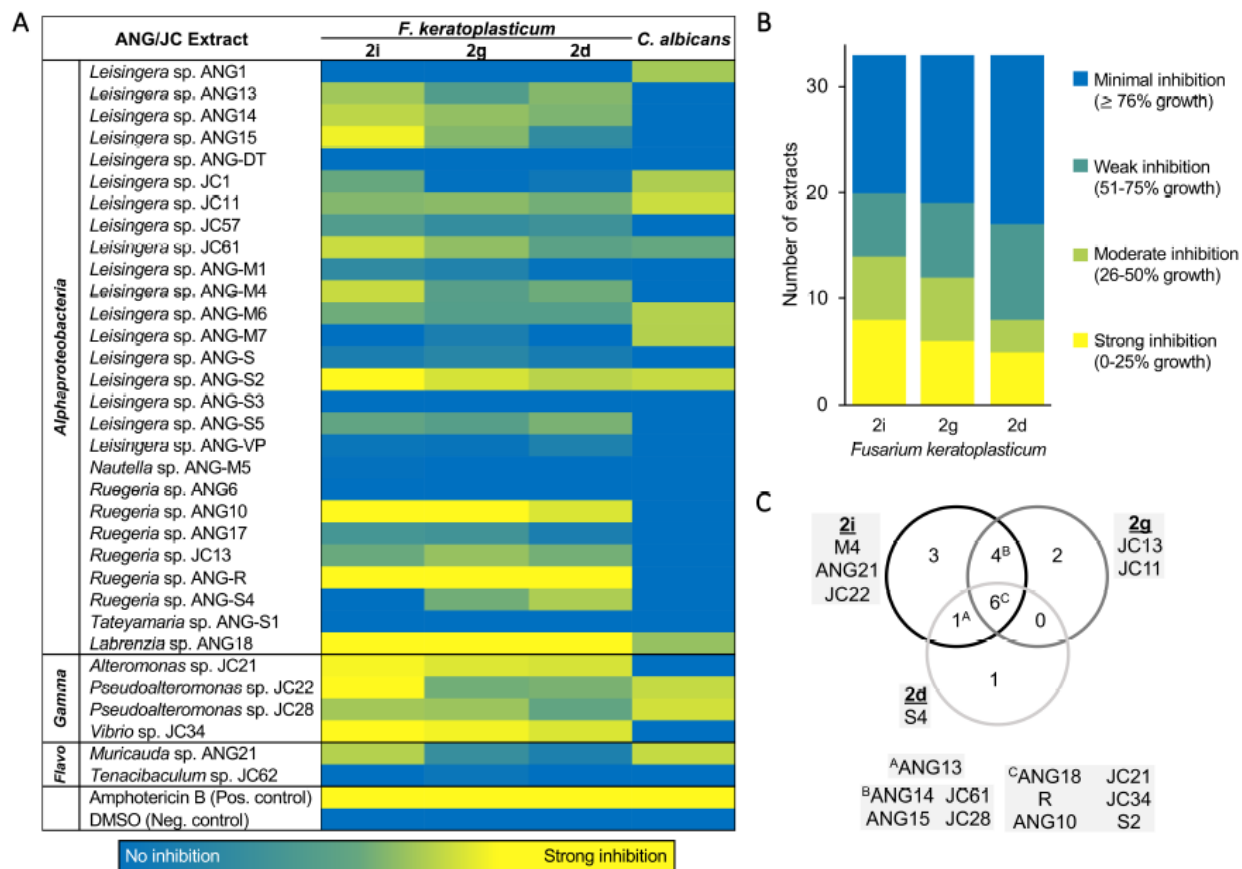 A
ANG/JC Extract
F. keratoplasticum
C. albicans
2i 2g 2d
Alphaproteobacteria
Leisingera sp. ANG1
Leisingera sp. ANG13
Leisingera sp. ANG14
Leisingera sp. ANG15
Leisingera sp. ANG-DT
Leisingera sp. JC1
Leisingera sp. JC11
Leisingera sp. JC57
Leisingera sp. JC61
Leisingera sp. ANG-M1
Leisingera sp. ANG-M4
Leisingera sp. ANG-M6
Leisingera sp. ANG-M7
Leisingera sp. ANG-S
Leisingera sp. ANG-S2
Leisingera sp. ANG-S3
Leisingera sp. ANG-S5
Leisingera sp. ANG-VP
Nautella sp. ANG-M5
Ruegeria sp. ANG6
Ruegeria sp. ANG10
Ruegeria sp. ANG17
Ruegeria sp. JC13
Ruegeria sp. ANG-R
Ruegeria sp. ANG-S4
Tateyamaria sp. ANG-S1
Labrenzia sp. ANG18
Gamma
Alteromonas sp. JC21
Pseudoalteromonas sp. JC22
Pseudoalteromonas sp. JC28
Vibrio sp. JC34
Flavo
Muricauda sp. ANG21
Tenacibaculum sp. JC62
Amphotericin B (Pos. control)
DMSO (Neg. control)
No inhibition Strong inhibition
B
Number of extracts
30
20
10
0
2i 2g 2d
Fusarium keratoplasticum
Minimal inhibition
(≥ 76% growth)
Weak inhibition
(51-75% growth)
Moderate inhibition
(26-50% growth)
Strong inhibition
(0-25% growth)
C
2i
M4
ANG21
JC22
2g
JC13
JC11
3 4B 2
6C
1A 0
1
2d
S4
AANG13
BANG14 JC61
ANG15 JC28
CANG18 JC21
R JC34
ANG10 S2